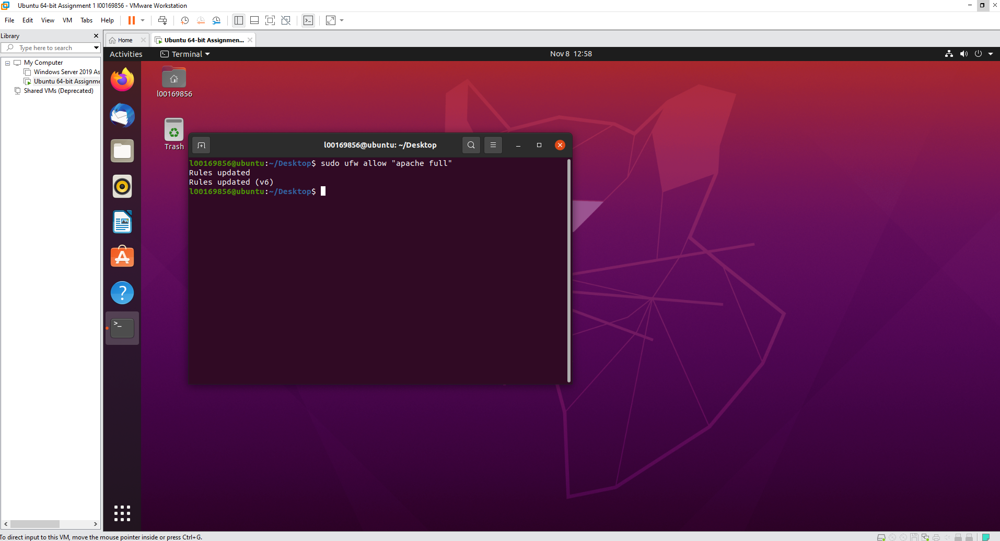 Ubuntu 64-bit Assignment 1 l00169856 - VMware Workstation
File Edit View VM Tabs Help
Library
Type here to search
My Computer
Windows Server 2019 As
Ubuntu 64-bit Assignme
Shared VMs (Deprecated)
Home
Ubuntu 64-bit Assignmen...
Activities
Terminal
Nov 8 12:58
l00169856
Trash
l00169856@ubuntu: ~/Desktop
l00169856@ubuntu:~/Desktop$ sudo ufw allow "apache full"
Rules updated
Rules updated (v6)
l00169856@ubuntu:~/Desktop$
To direct input to this VM, move the mouse pointer inside or press Ctrl+G.